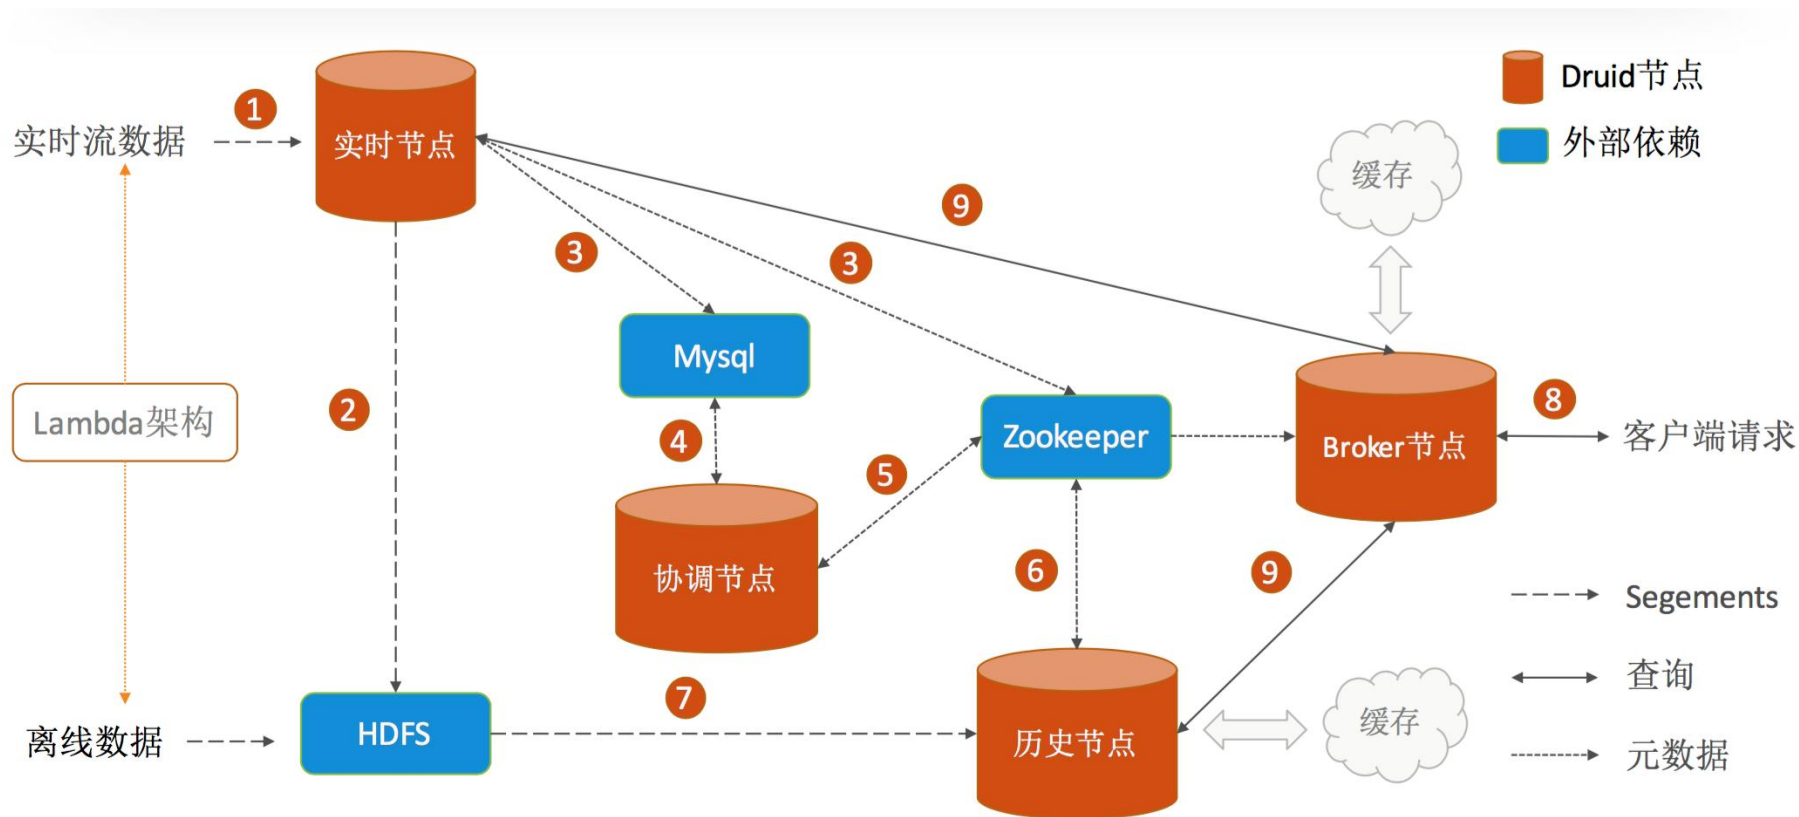 Druid节点
1
实时流数据
实时节点
外部依赖
缓存
9
3
3
Mysql
2
Lambda架构
8
4
Zookeeper
Broker节点
客户端请求
5
协调节点
6
9
Segements
7
查询
离线数据
HDFS
历史节点
缓存
元数据